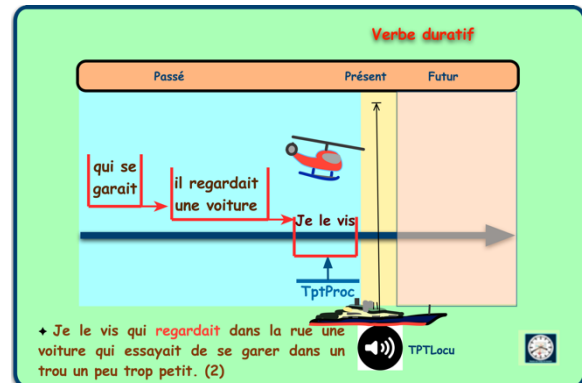 Verbe duratif
Passé Présent Futur
qui se
garait
il regardait
une voiture
Je le vis
TptProc
✦ Je le vis qui regardait dans la rue une
voiture qui essayait de se garer dans un
trou un peu trop petit. (2)
TPTLocu